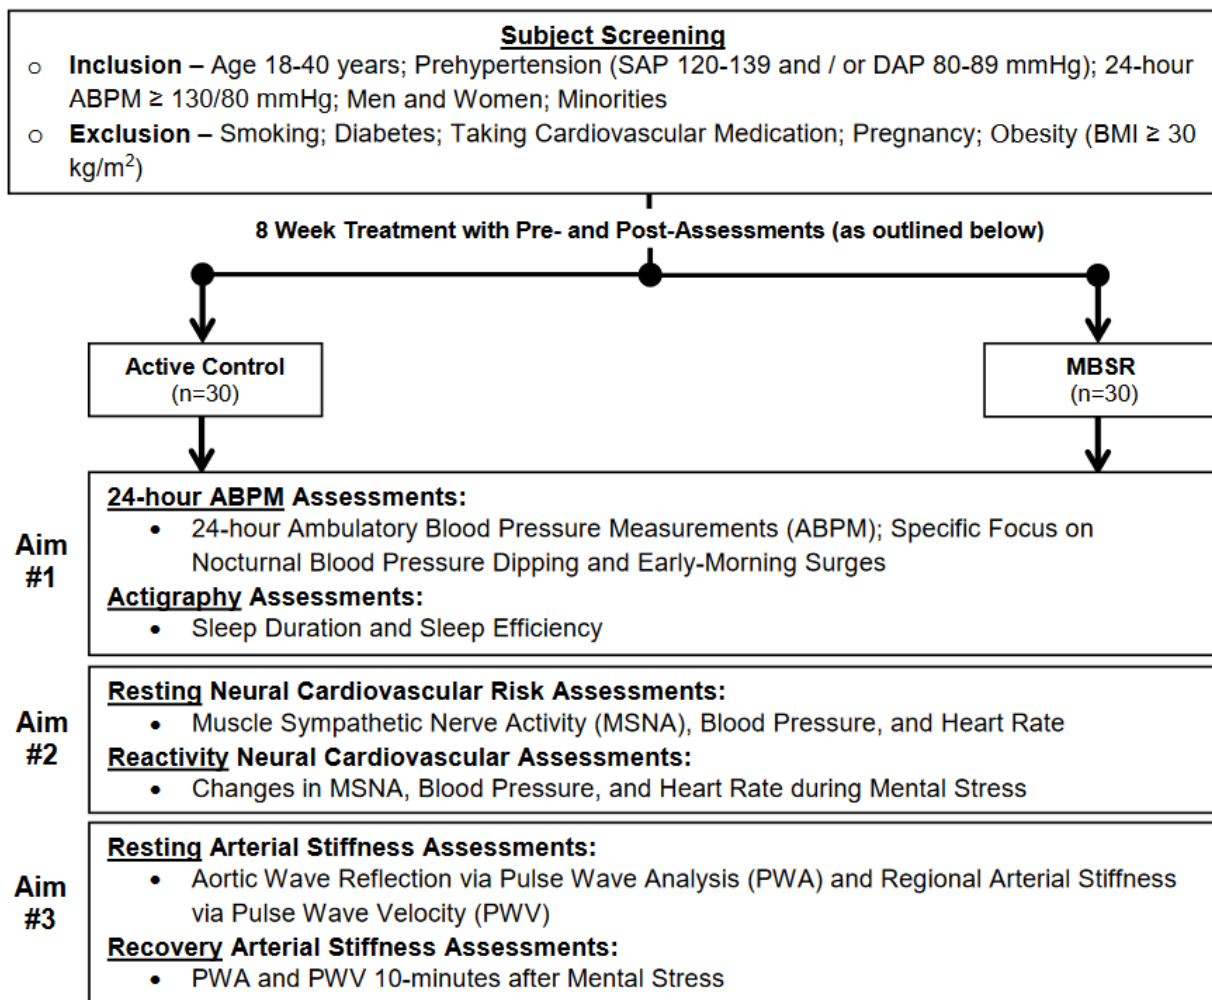 Subject Screening
o Inclusion – Age 18-40 years; Prehypertension (SAP 120-139 and / or DAP 80-89 mmHg); 24-hour
ABPM ≥ 130/80 mmHg; Men and Women; Minorities
o Exclusion – Smoking; Diabetes; Taking Cardiovascular Medication; Pregnancy; Obesity (BMI ≥ 30
kg/m²)
8 Week Treatment with Pre- and Post-Assessments (as outlined below)
Active Control
(n=30)
MBSR
(n=30)
Aim
#1
24-hour ABPM Assessments:
• 24-hour Ambulatory Blood Pressure Measurements (ABPM); Specific Focus on
Nocturnal Blood Pressure Dipping and Early-Morning Surges
Actigraphy Assessments:
• Sleep Duration and Sleep Efficiency
Aim
#2
Resting Neural Cardiovascular Risk Assessments:
• Muscle Sympathetic Nerve Activity (MSNA), Blood Pressure, and Heart Rate
Reactivity Neural Cardiovascular Assessments:
• Changes in MSNA, Blood Pressure, and Heart Rate during Mental Stress
Aim
#3
Resting Arterial Stiffness Assessments:
• Aortic Wave Reflection via Pulse Wave Analysis (PWA) and Regional Arterial Stiffness
via Pulse Wave Velocity (PWV)
Recovery Arterial Stiffness Assessments:
• PWA and PWV 10-minutes after Mental Stress